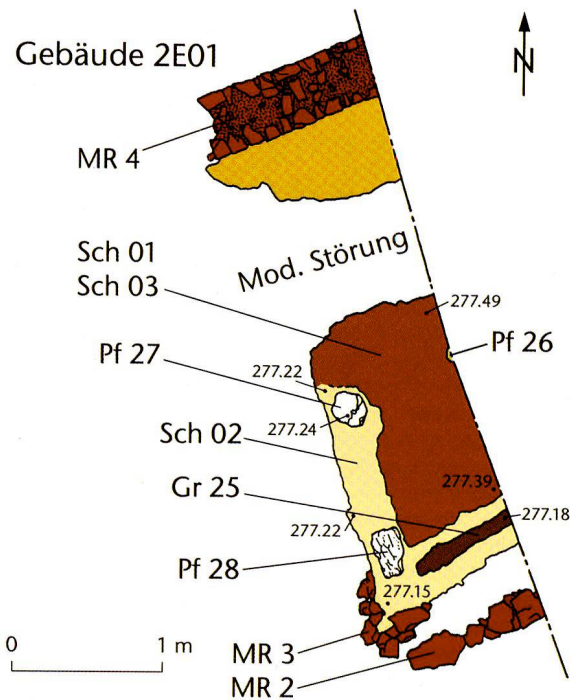 Gebäude 2E01
N
MR 4
Sch 01
Sch 03
Mod. Störung
277.49
Pf 26
Pf 27
277.22
277.24
Sch 02
Gr 25
277.39
277.18
277.22
Pf 28
277.15
0 1 m
MR 3
MR 2